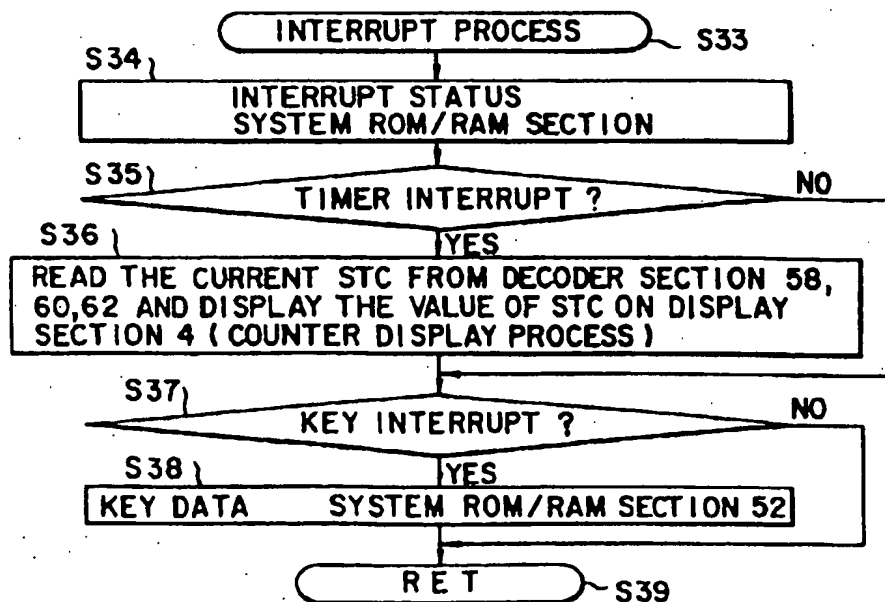 INTERRUPT PROCESS
S33
S34
INTERRUPT STATUS
SYSTEM ROM/RAM SECTION
S35
TIMER INTERRUPT ?
NO
S36
YES
READ THE CURRENT STC FROM DECODER SECTION 58,
60,62 AND DISPLAY THE VALUE OF STC ON DISPLAY
SECTION 4 ( COUNTER DISPLAY PROCESS )
S37
KEY INTERRUPT ?
NO
S38
YES
KEY DATA SYSTEM ROM/RAM SECTION 52
RET
S39